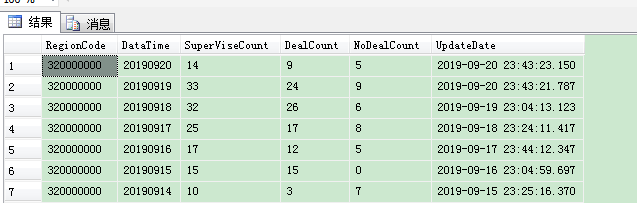 100 %
结果 消息
RegionCode DataTime SuperViseCount DealCount NoDealCount UpdateDate
1 320000000 20190920 14 9 5 2019-09-20 23:43:23.150
2 320000000 20190919 33 24 9 2019-09-20 23:43:21.787
3 320000000 20190918 32 26 6 2019-09-19 23:04:13.123
4 320000000 20190917 25 17 8 2019-09-18 23:24:11.417
5 320000000 20190916 17 12 5 2019-09-17 23:44:12.347
6 320000000 20190915 15 15 0 2019-09-16 23:04:59.697
7 320000000 20190914 10 3 7 2019-09-15 23:25:16.370